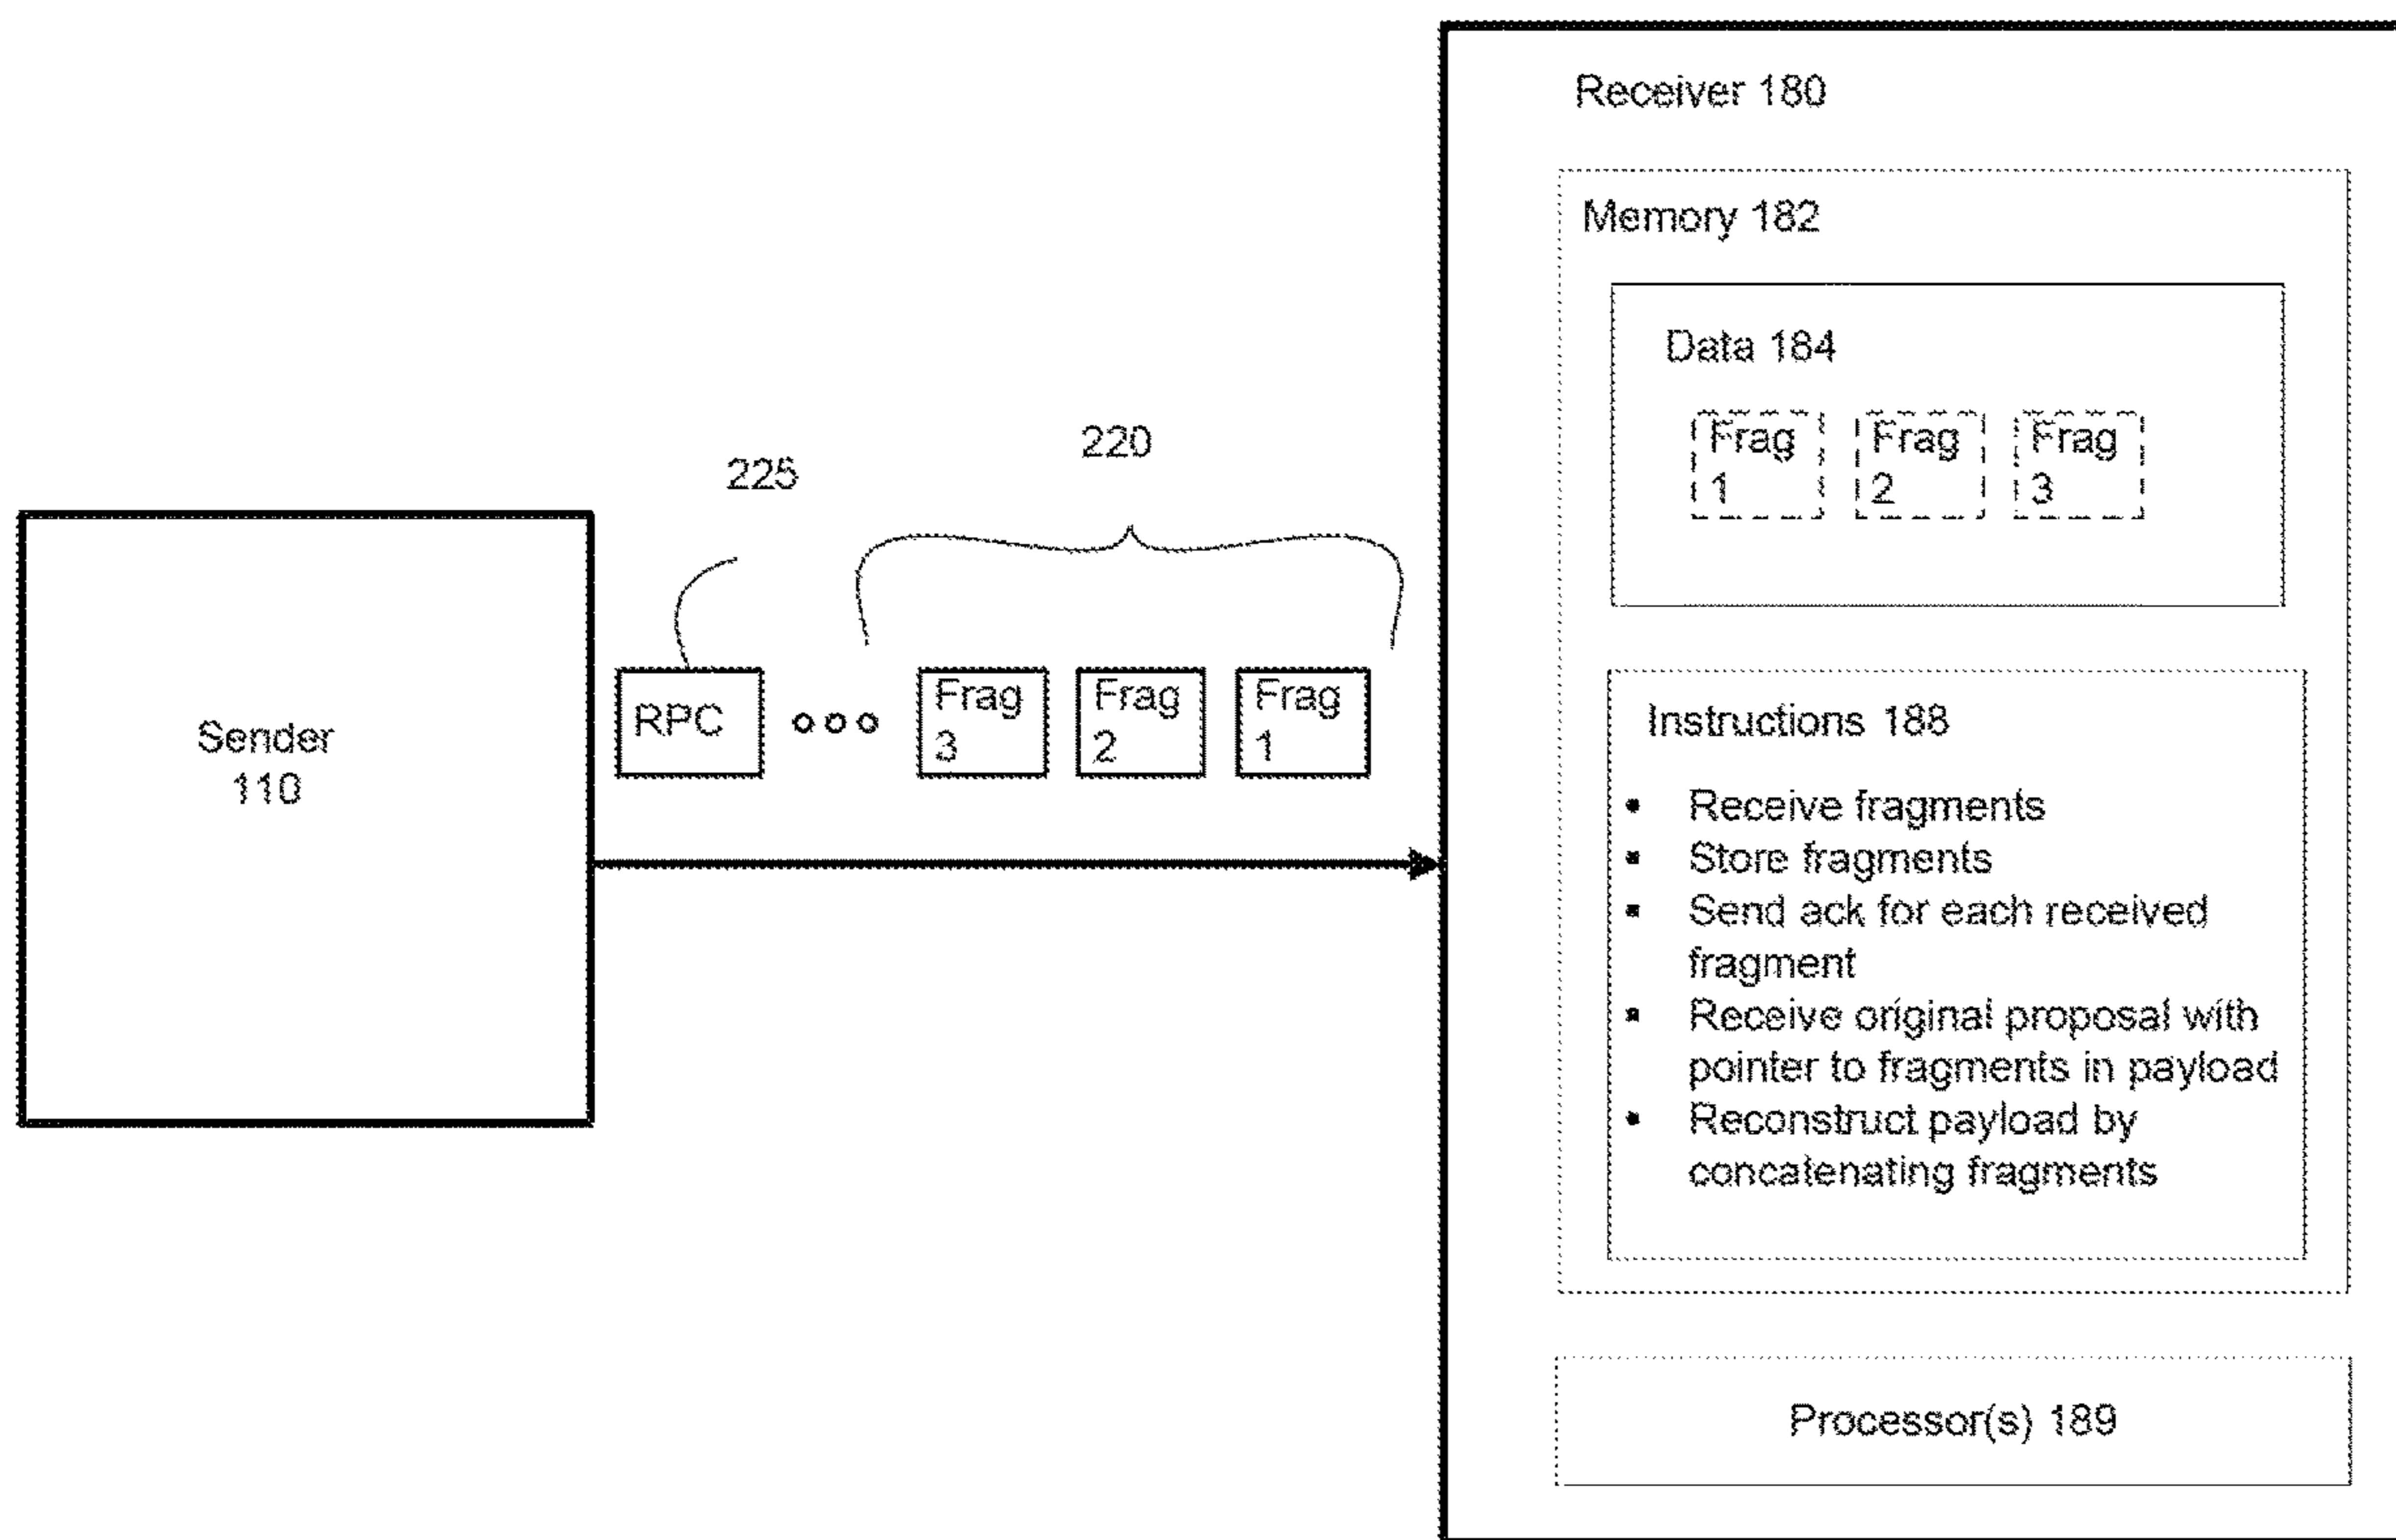 Receiver 180
Memory 182
Data 184
Frag
1
Frag
2
Frag
3
220
225
Sender
110
RPC
Frag
3
Frag
2
Frag
1
Instructions 188
• Receive fragments
• Store fragments
• Send ack for each received
fragment
• Receive original proposal with
pointer to fragments in payload
• Reconstruct payload by
concatenating fragments
Processor(s) 189